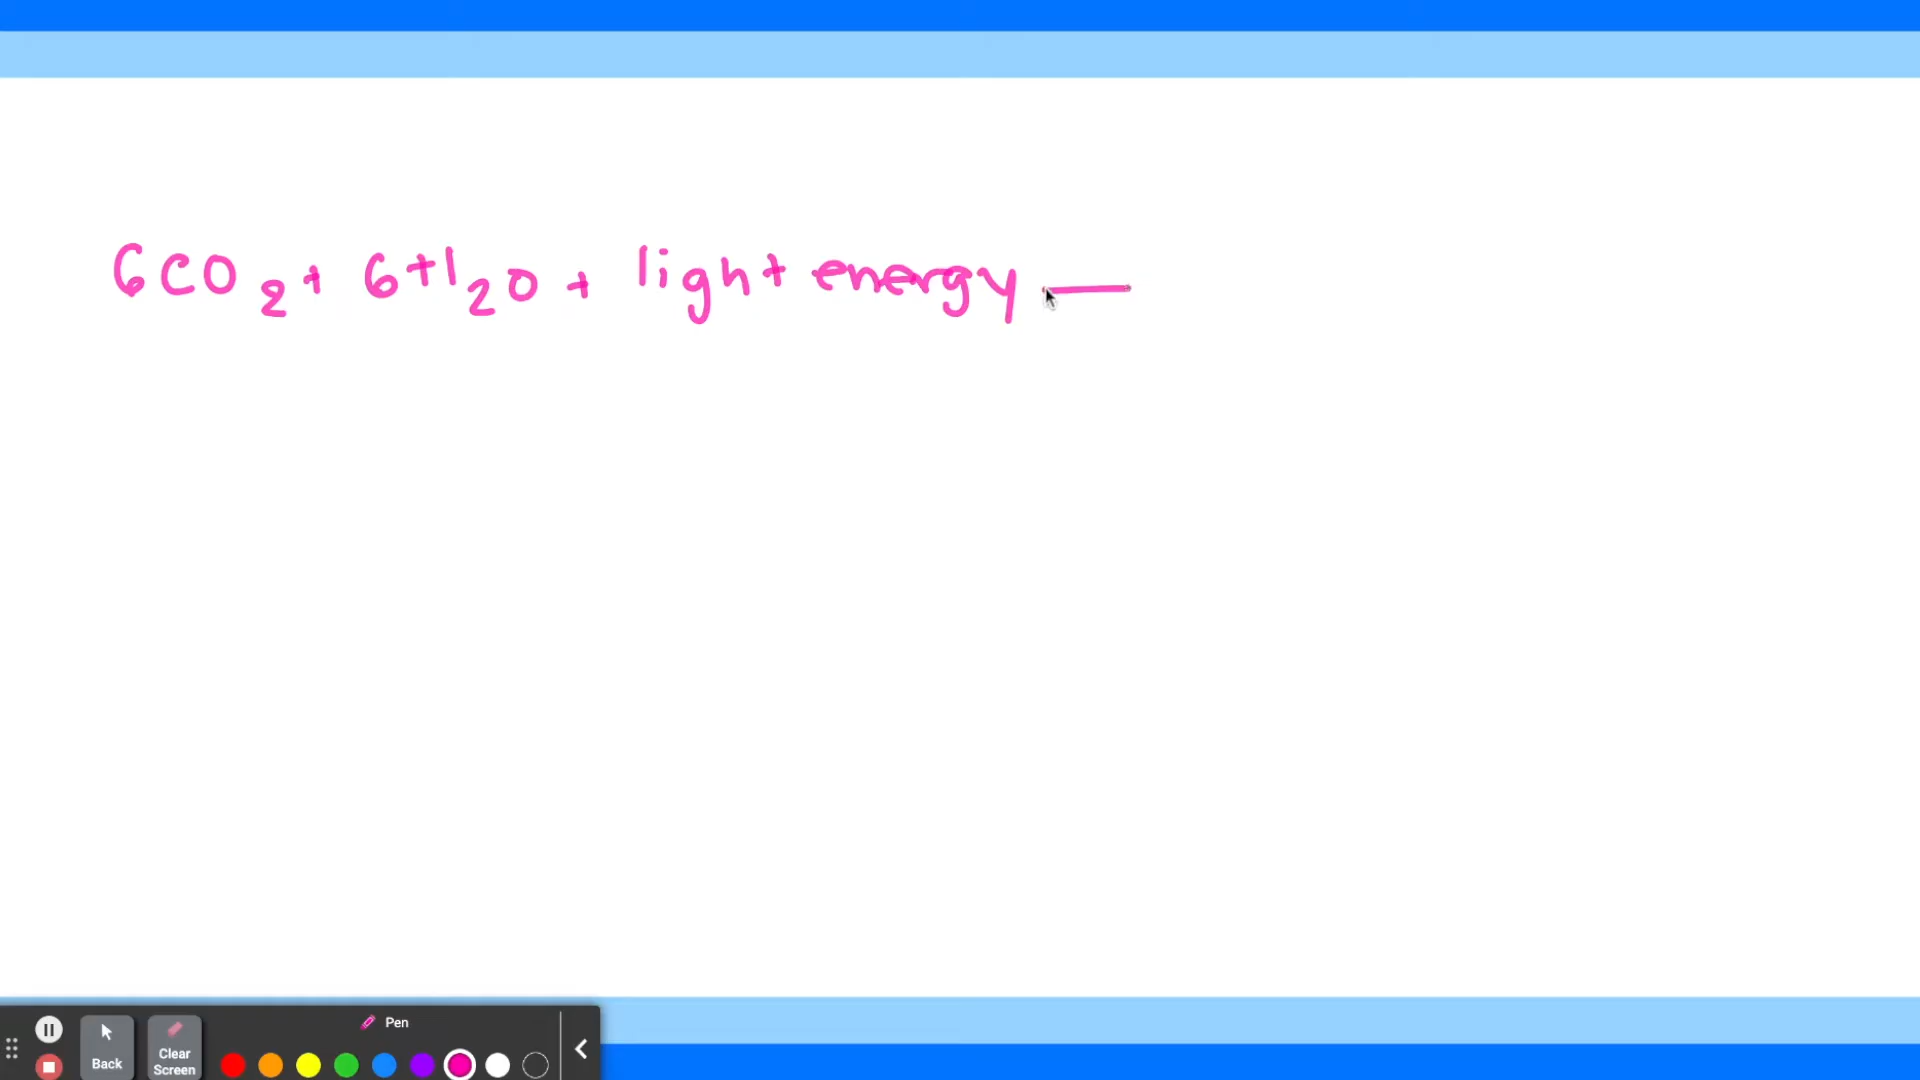 6CO₂ + 6H₂O + light energy —
Pen
Back
Clear
Screen